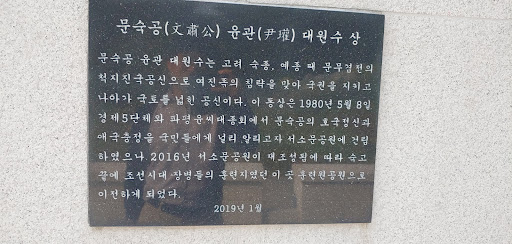 문숙공(文肅公) 윤관(尹瓘) 대원수 상
문숙공 윤관 대원수는 고려 숙종, 예종 때 문무겸전의
척지진국공신으로 여진족의 침략을 맞아 국권을 지키고
나아가 국토를 넓힌 공신이다. 이 동상은 1980년 5월 8일
경제5단체와 파평윤씨대종회에서 문숙공의 호국정신과
애국충절을 국민들에게 널리 알리고자 서소문공원에 건립
하였으나 2016년 서소문공원이 재조성됨에 따라 숙고
끝에 조선시대 장병들의 훈련지였던 이 곳 훈련원공원으로
이전하게 되었다.
2019년 1월